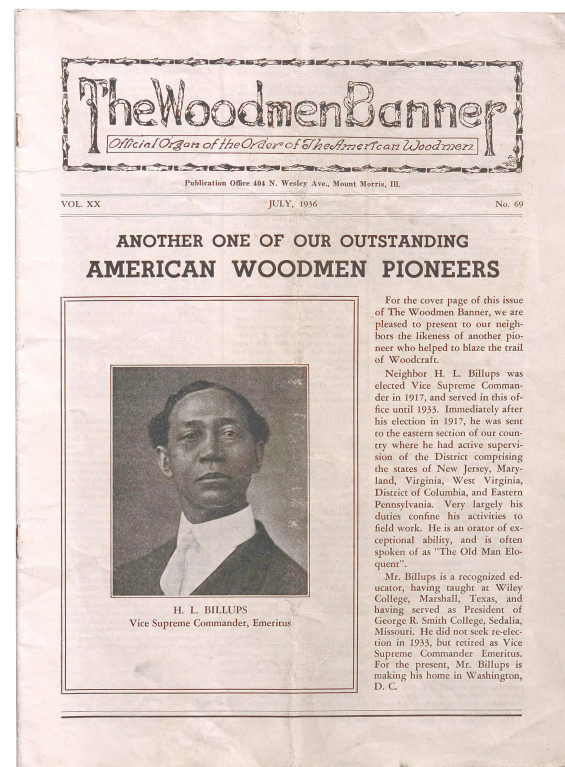 The Woodmen Banner
Official Organ of the Order of The American Woodmen
Publication Office 404 N. Wesley Ave., Mount Morris, Ill.
VOL. XX JULY, 1936 No. 69
ANOTHER ONE OF OUR OUTSTANDING
AMERICAN WOODMEN PIONEERS
H. L. BILLUPS
Vice Supreme Commander, Emeritus
For the cover page of this issue
of The Woodmen Banner, we are
pleased to present to our neigh-
bors the likeness of another pio-
neer who helped to blaze the trail
of Woodcraft.
Neighbor H. L. Billups was
elected Vice Supreme Comman-
der in 1917, and served in this of-
fice until 1933. Immediately after
his election in 1917, he was sent
to the eastern section of our coun-
try where he had active supervi-
sion of the District comprising
the states of New Jersey, Mary-
land, Virginia, West Virginia,
District of Columbia, and Eastern
Pennsylvania. Very largely his
duties confine his activities to
field work. He is an orator of ex-
ceptional ability, and is often
spoken of as "The Old Man Elo-
quent".
Mr. Billups is a recognized ed-
ucator, having taught at Wiley
College, Marshall, Texas, and
having served as President of
George R. Smith College, Sedalia,
Missouri. He did not seek re-elec-
tion in 1933, but retired as Vice
Supreme Commander Emeritus.
For the present, Mr. Billups is
making his home in Washington,
D. C.